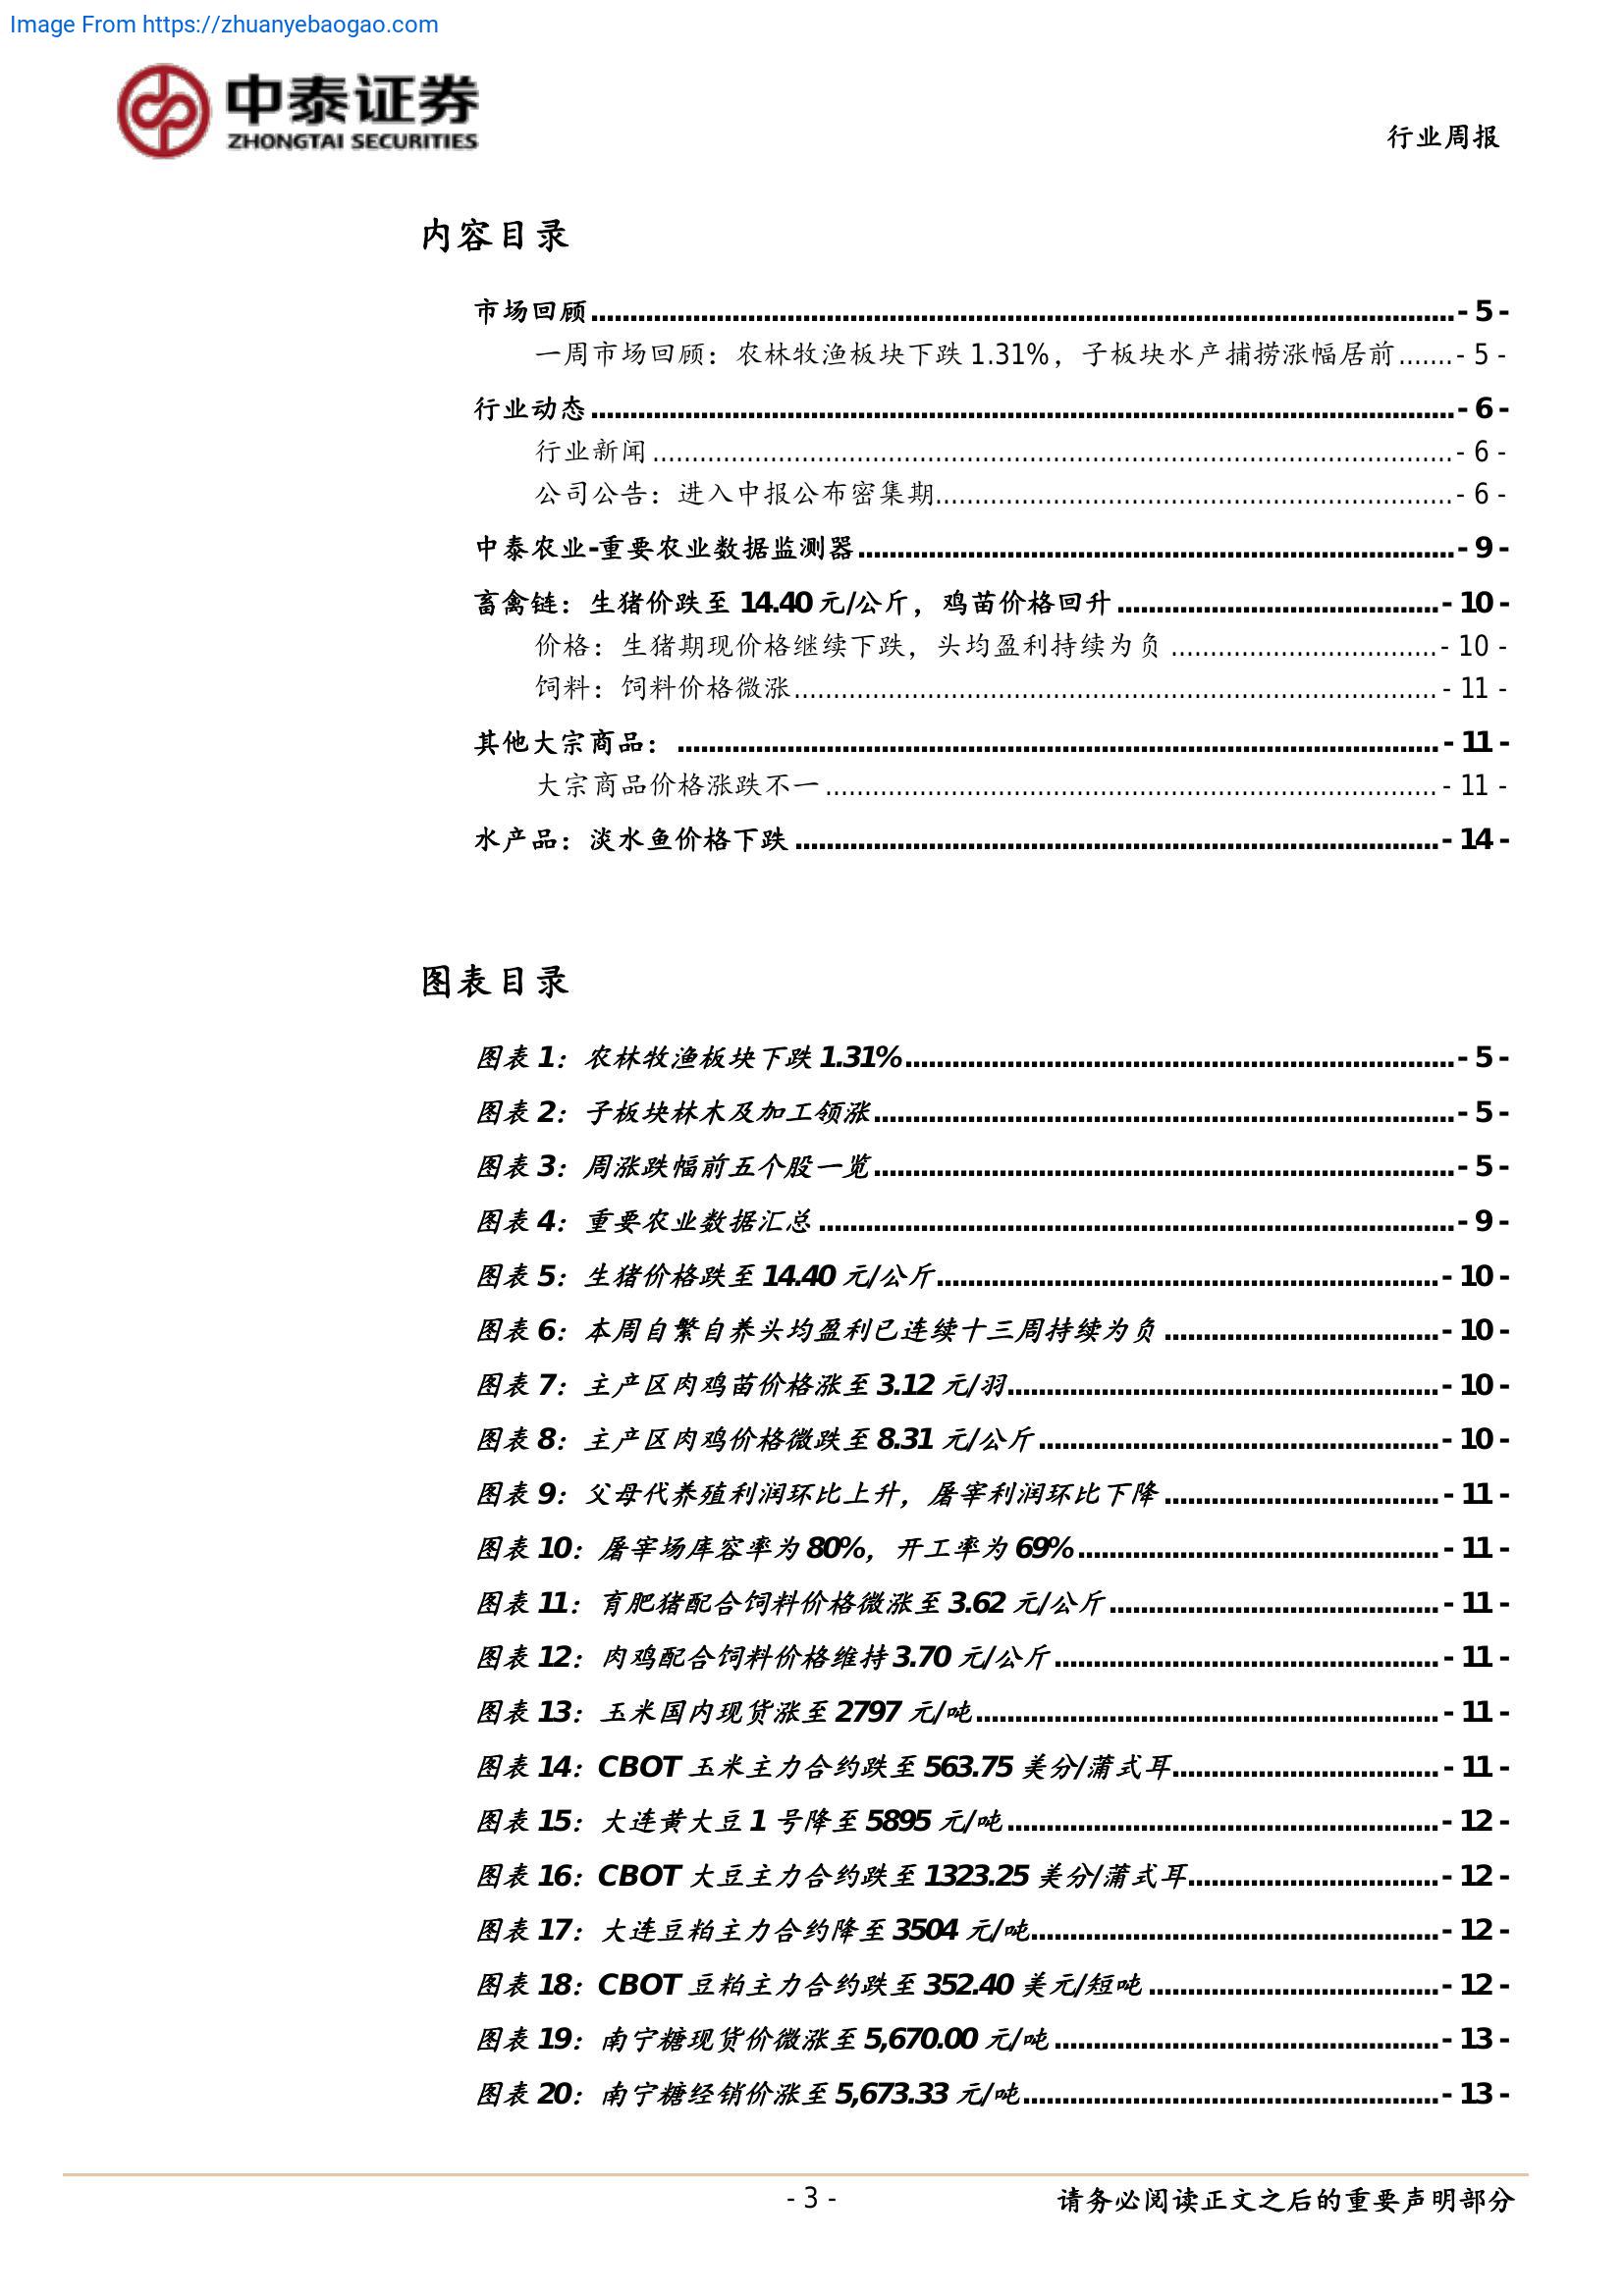 Image From https://zhuanyebaogao.com
中泰证券
ZHONGTAI SECURITIES
行业周报
内容目录
市场回顾 - 5 -
一周市场回顾：农林牧渔板块下跌 1.31%，子板块水产捕捞涨幅居前 - 5 -
行业动态 - 6 -
行业新闻 - 6 -
公司公告：进入中报公布密集期 - 6 -
中泰农业-重要农业数据监测器 - 9 -
畜禽链：生猪价跌至 14.40 元/公斤，鸡苗价格回升 - 10 -
价格：生猪期现价格继续下跌，头均盈利持续为负 - 10 -
饲料：饲料价格微涨 - 11 -
其他大宗商品： - 11 -
大宗商品价格涨跌不一 - 11 -
水产品：淡水鱼价格下跌 - 14 -
图表目录
图表 1：农林牧渔板块下跌 1.31% - 5 -
图表 2：子板块林木及加工领涨 - 5 -
图表 3：周涨跌幅前五个股一览 - 5 -
图表 4：重要农业数据汇总 - 9 -
图表 5：生猪价格跌至 14.40 元/公斤 - 10 -
图表 6：本周自繁自养头均盈利已连续十三周持续为负 - 10 -
图表 7：主产区肉鸡苗价格涨至 3.12 元/羽 - 10 -
图表 8：主产区肉鸡价格微跌至 8.31 元/公斤 - 10 -
图表 9：父母代养殖利润环比上升，屠宰利润环比下降 - 11 -
图表 10：屠宰场库容率为 80%，开工率为 69% - 11 -
图表 11：育肥猪配合饲料价格微涨至 3.62 元/公斤 - 11 -
图表 12：肉鸡配合饲料价格维持 3.70 元/公斤 - 11 -
图表 13：玉米国内现货涨至 2797 元/吨 - 11 -
图表 14：CBOT 玉米主力合约跌至 563.75 美分/蒲式耳 - 11 -
图表 15：大连黄大豆 1 号降至 5895 元/吨 - 12 -
图表 16：CBOT 大豆主力合约跌至 1323.25 美分/蒲式耳 - 12 -
图表 17：大连豆粕主力合约降至 3504 元/吨 - 12 -
图表 18：CBOT 豆粕主力合约跌至 352.40 美元/短吨 - 12 -
图表 19：南宁糖现货价微涨至 5,670.00 元/吨 - 13 -
图表 20：南宁糖经销价涨至 5,673.33 元/吨 - 13 -
- 3 -
请务必阅读正文之后的重要声明部分